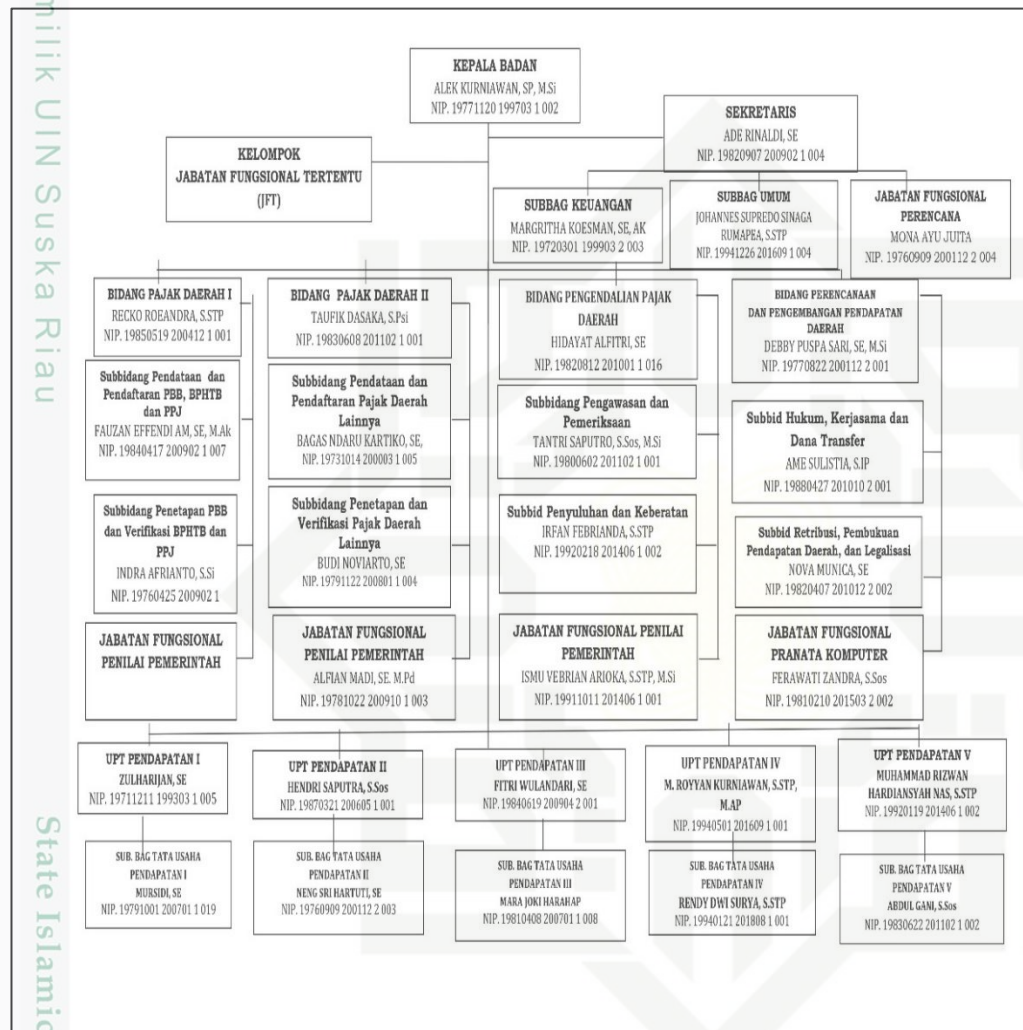 milik UIN Suska Riau
State Islamic
KEPALA BADAN
ALEK KURNIAWAN, SP, M.Si
NIP. 19771120 199703 1 002
SEKRETARIS
ADE RINALDI, SE
NIP. 19820907 200902 1 004
KELOMPOK
JABATAN FUNGSIONAL TERTENTU
(JFT)
SUBBAG KEUANGAN
MARGRITHA KOESMAN, SE, AK
NIP. 19720301 199903 2 003
SUBBAG UMUM
JOHANNES SUPREDO SINAGA
RUMAPEA, S.STP
NIP. 19941226 201609 1 004
JABATAN FUNGSIONAL
PERENCANA
MONA AYU JUITA
NIP. 19760909 200112 2 004
BIDANG PAJAK DAERAH I
RECKO ROEANDRA, S.STP
NIP. 19850519 200412 1 001
BIDANG PAJAK DAERAH II
TAUFIK DASAKA, S.Psi
NIP. 19830608 201102 1 001
BIDANG PENGENDALIAN PAJAK
DAERAH
HIDAYAT ALFITRI, SE
NIP. 19820812 201001 1 016
BIDANG PERENCANAAN
DAN PENGEMBANGAN PENDAPATAN
DAERAH
DEBBY PUSPA SARI, SE, M.Si
NIP. 19770822 200112 2 001
Subbidang Pendataan dan
Pendaftaran PBB, BPHTB
dan PPJ
FAUZAN EFFENDI AM, SE, M.Ak
NIP. 19840417 200902 1 007
Subbidang Pendataan dan
Pendaftaran Pajak Daerah
Lainnya
BAGAS NDARU KARTIKO, SE,
NIP. 19731014 200003 1 005
Subbidang Pengawasan dan
Pemeriksaan
TANTRI SAPUTRO, S.Sos, M.Si
NIP. 19800602 201102 1 001
Subbid Hukum, Kerjasama dan
Dana Transfer
AME SULISTIA, S.IP
NIP. 19880427 201010 2 001
Subbidang Penetapan PBB
dan Verifikasi BPHTB dan
PPJ
INDRA AFRIANTO, S.Si
NIP. 19760425 200902 1
Subbidang Penetapan dan
Verifikasi Pajak Daerah
Lainnya
BUDI NOVIARTO, SE
NIP. 19791122 200801 1 004
Subbid Penyuluhan dan Keberatan
IRFAN FEBRIANDA, S.STP
NIP. 19920218 201406 1 002
Subbid Retribusi, Pembukuan
Pendapatan Daerah, dan Legalisasi
NOVA MUNICA, SE
NIP. 19820407 201012 2 002
JABATAN FUNGSIONAL
PENILAI PEMERINTAH
JABATAN FUNGSIONAL
PENILAI PEMERINTAH
ALFIAN MADI, SE. M.Pd
NIP. 19781022 200910 1 003
JABATAN FUNGSIONAL PENILAI
PEMERINTAH
ISMU VEBRIAN ARIOKA, S.STP, M.Si
NIP. 19911011 201406 1 001
JABATAN FUNGSIONAL
PRANATA KOMPUTER
FERAWATI ZANDRA, S.Sos
NIP. 19810210 201503 2 002
UPT PENDAPATAN I
ZULHARIJAN, SE
NIP. 19711211 199303 1 005
UPT PENDAPATAN II
HENDRI SAPUTRA, S.Sos
NIP. 19870321 200605 1 001
UPT PENDAPATAN III
FITRI WULANDARI, SE
NIP. 19840619 200904 2 001
UPT PENDAPATAN IV
M. ROYYAN KURNIAWAN, S.STP,
M.AP
NIP. 19940501 201609 1 001
UPT PENDAPATAN V
MUHAMMAD RIZWAN
HARDIANSYAH NAS, S.STP
NIP. 19920119 201406 1 002
SUB. BAG TATA USAHA
PENDAPATAN I
MURSIDI, SE
NIP. 19791001 200701 1 019
SUB. BAG TATA USAHA
PENDAPATAN II
NENG SRI HARTUTI, SE
NIP. 19760909 200112 2 003
SUB. BAG TATA USAHA
PENDAPATAN III
MARA JOKI HARAHAP
NIP. 19810408 200701 1 008
SUB. BAG TATA USAHA
PENDAPATAN IV
RENDY DWI SURYA, S.STP
NIP. 19940121 201808 1 001
SUB. BAG TATA USAHA
PENDAPATAN V
ABDUL GANI, S.Sos
NIP. 19830622 201102 1 002